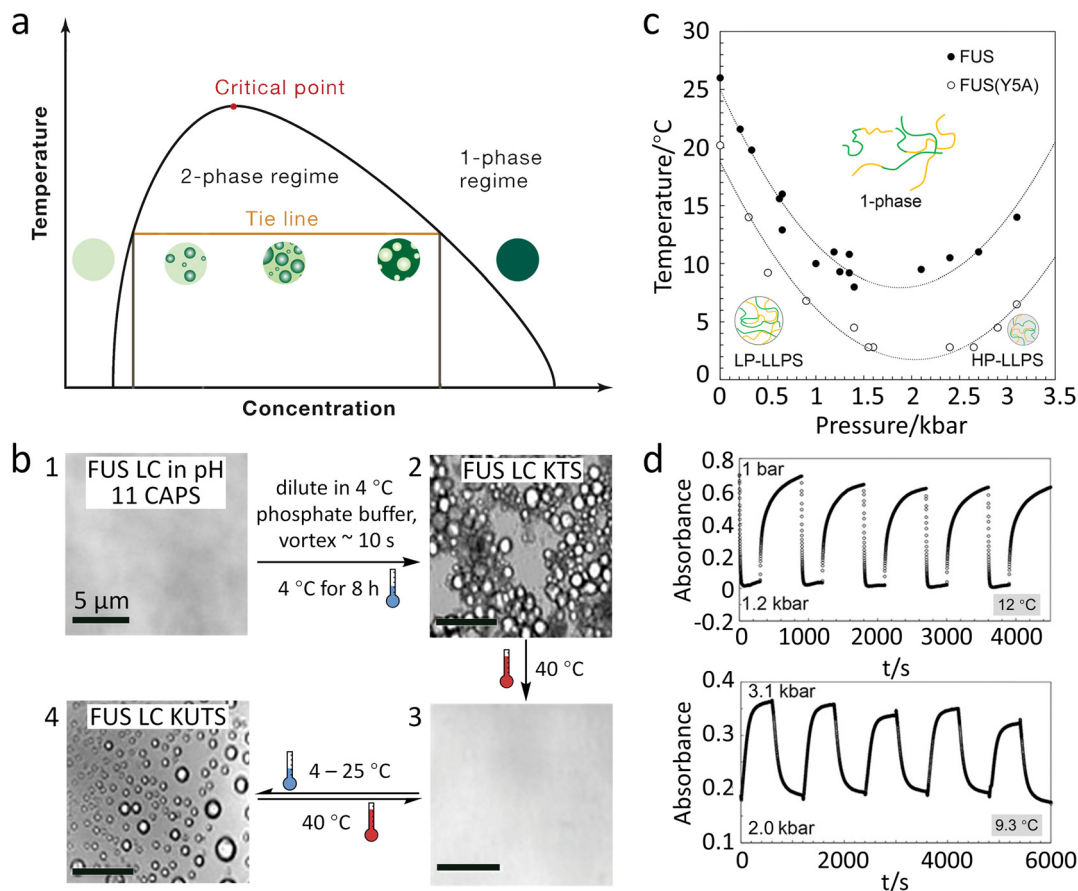 a
Temperature
Critical point
2-phase regime
1-phase
regime
Tie line
Concentration
c
Temperature/°C
30
25
20
15
10
5
0
FUS
FUS(Y5A)
1-phase
LP-LLPS
HP-LLPS
0
0.5
1
1.5
2
2.5
3
3.5
Pressure/kbar
b
1
FUS LC in pH
11 CAPS
5 µm
dilute in 4 °C
phosphate buffer,
vortex ~ 10 s
4 °C for 8 h
2
FUS LC KTS
40 °C
4
FUS LC KUTS
4 – 25 °C
40 °C
3
d
Absorbance
0.8
0.6
0.4
0.2
0
-0.2
1 bar
1.2 kbar
12 °C
0
1000
2000
3000
4000
t/s
Absorbance
0.4
0.3
0.2
0.1
3.1 kbar
2.0 kbar
9.3 °C
0
2000
4000
6000
t/s